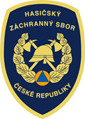 HASIČSKÝ
ZÁCHRANNÝ SBOR
ČESKÉ REPUBLIKY